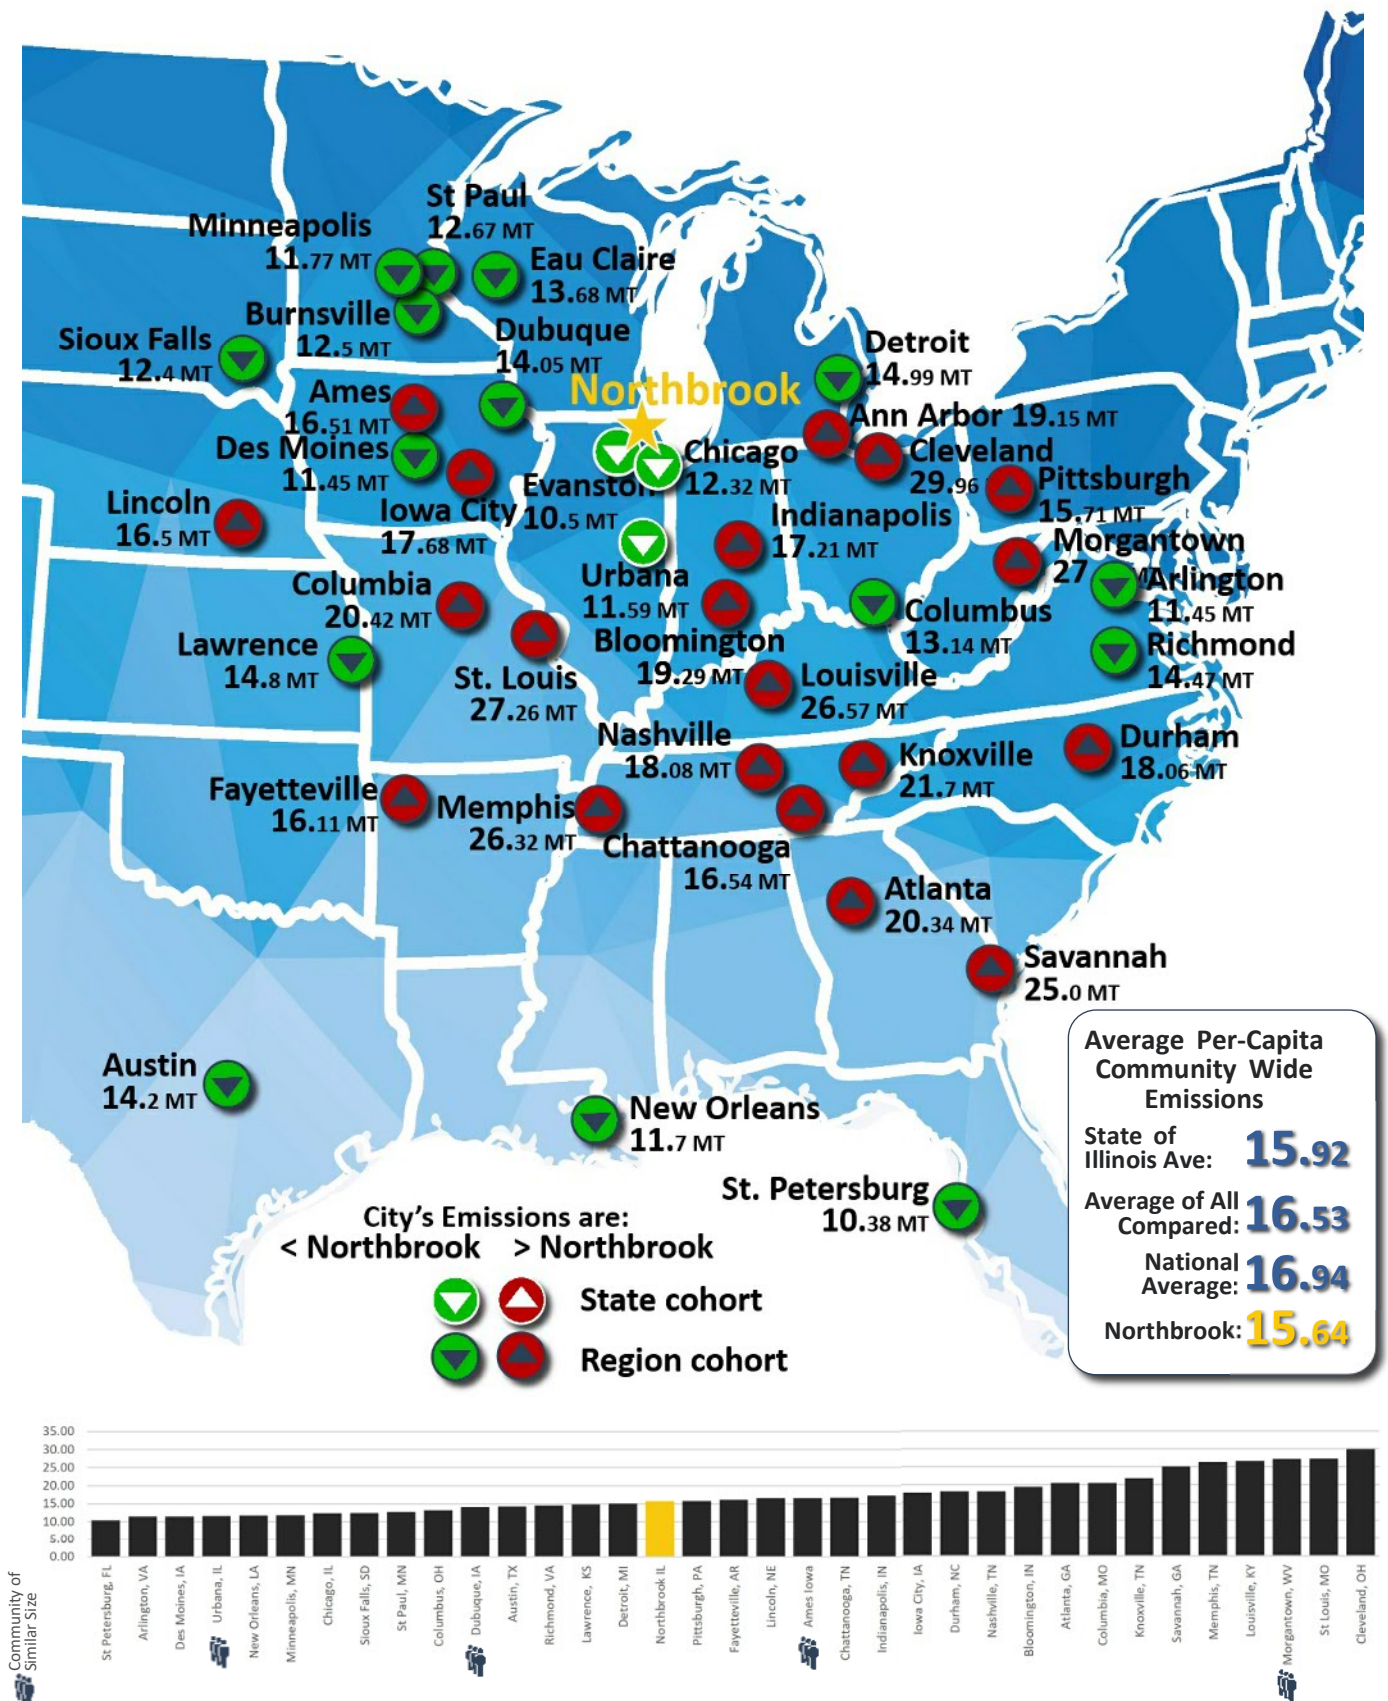 St Paul
12.67 MT
Minneapolis
11.77 MT
Eau Claire
13.68 MT
Burnsville
12.5 MT
Dubuque
14.05 MT
Sioux Falls
12.4 MT
Detroit
14.99 MT
Ames
16.51 MT
Northbrook
Ann Arbor 19.15 MT
Des Moines
11.45 MT
Chicago
12.32 MT
Cleveland
29.96
Pittsburgh
15.71 MT
Evanston
10.5 MT
Lincoln
16.5 MT
Iowa City
17.68 MT
Indianapolis
17.21 MT
Morgantown
27
Urbana
11.59 MT
Arlington
11.45 MT
Columbia
20.42 MT
Columbus
13.14 MT
Bloomington
19.29 MT
Richmond
14.47 MT
Lawrence
14.8 MT
St. Louis
27.26 MT
Louisville
26.57 MT
Nashville
18.08 MT
Knoxville
21.7 MT
Durham
18.06 MT
Fayetteville
16.11 MT
Memphis
26.32 MT
Chattanooga
16.54 MT
Atlanta
20.34 MT
Savannah
25.0 MT
Austin
14.2 MT
New Orleans
11.7 MT
St. Petersburg
10.38 MT
City's Emissions are:
< Northbrook > Northbrook
State cohort
Region cohort
Average Per-Capita
Community Wide
Emissions
State of
Illinois Ave: 15.92
Average of All
Compared: 16.53
National
Average: 16.94
Northbrook: 15.64
35.00
30.00
25.00
20.00
15.00
10.00
5.00
0.00
St Petersburg, FL
Arlington, VA
Des Moines, IA
Urbana, IL
New Orleans, LA
Minneapolis, MN
Chicago, IL
Sioux Falls, SD
St Paul, MN
Columbus, OH
Dubuque, IA
Austin, TX
Richmond, VA
Lawrence, KS
Detroit, MI
Northbrook IL
Pittsburgh, PA
Fayetteville, AR
Lincoln, NE
Ames Iowa
Chattanooga, TN
Indianapolis, IN
Iowa City, IA
Durham, NC
Nashville, TN
Bloomington, IN
Atlanta, GA
Columbia, MO
Knoxville, TN
Savannah, GA
Memphis, TN
Louisville, KY
Morgantown, WV
St Louis, MO
Cleveland, OH
Community of
Similar Size